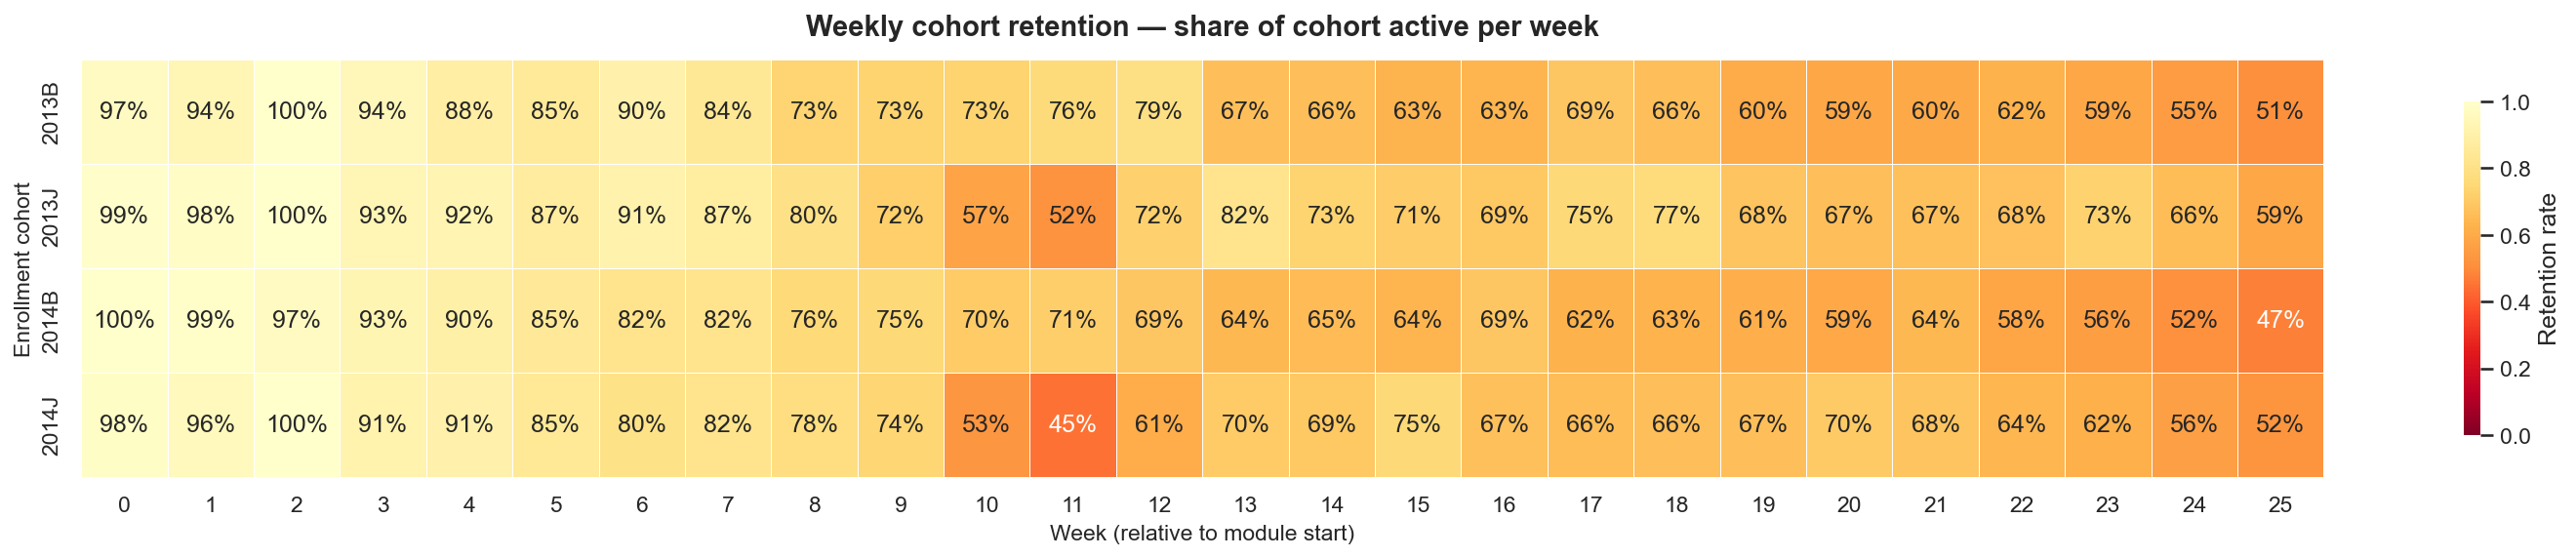 Weekly cohort retention — share of cohort active per week
Enrollment cohort
2013B 97% 94% 100% 94% 88% 85% 90% 84% 73% 73% 73% 76% 79% 67% 66% 63% 63% 69% 66% 60% 59% 60% 62% 59% 55% 51%
2013J 99% 98% 100% 93% 92% 87% 91% 87% 80% 72% 57% 52% 72% 82% 73% 71% 69% 75% 77% 68% 67% 67% 68% 73% 66% 59%
2014B 100% 99% 97% 93% 90% 85% 82% 82% 76% 75% 70% 71% 69% 64% 65% 64% 69% 62% 63% 61% 59% 64% 58% 56% 52% 47%
2014J 98% 96% 100% 91% 91% 85% 80% 82% 78% 74% 53% 45% 61% 70% 69% 75% 67% 66% 66% 67% 70% 68% 64% 62% 56% 52%
0 1 2 3 4 5 6 7 8 9 10 11 12 13 14 15 16 17 18 19 20 21 22 23 24 25
Week (relative to module start)
1.0
0.8
0.6
0.4
0.2
0.0
Retention rate